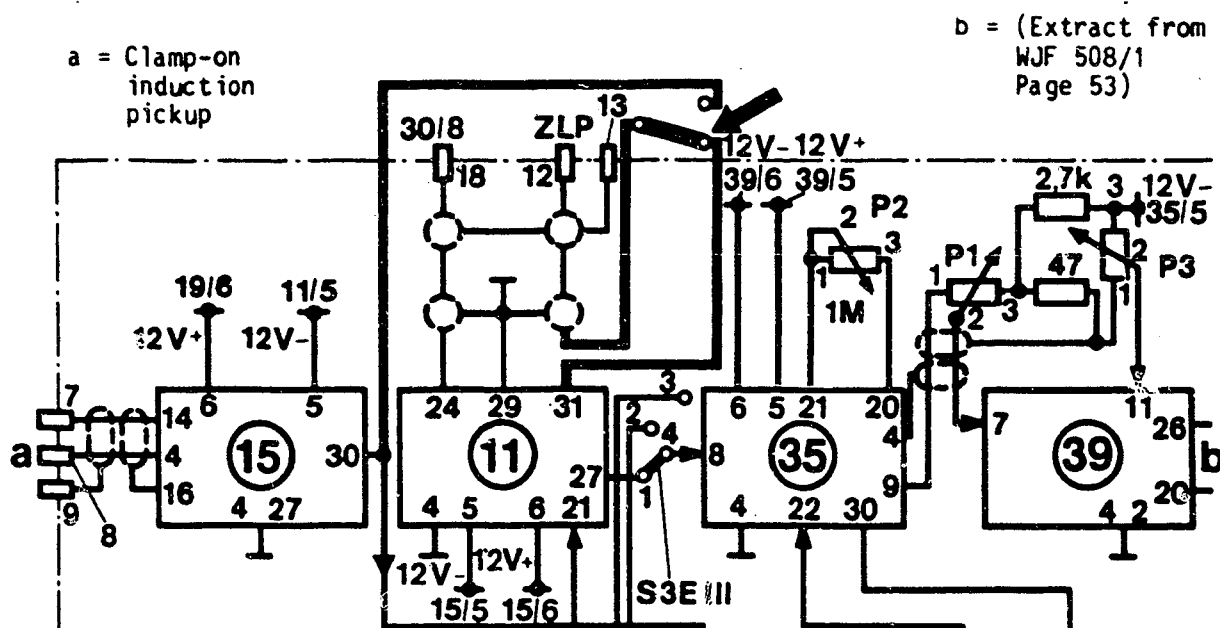 a = Clamp-on
induction
pickup
b = (Extract from
WJF 508/1
Page 53)
30/8
18
ZLP
12
13
12V- 12V+
39/6 39/5
2
P2
3
1
1M
2,7k
3
12V-
35/5
P1
1
2
3
47
2
P3
1
19/6
12V+
11/5
12V-
7
a
8
9
14
4
16
6
5
15
30
4 27
24
29
31
11
27
4
5
6
21
12V-
12V+
15/5
15/6
3
2
4
1
S3E III
6
5
21
20
8
35
4
9
4
22
30
7
39
11
26
20
4 2
b